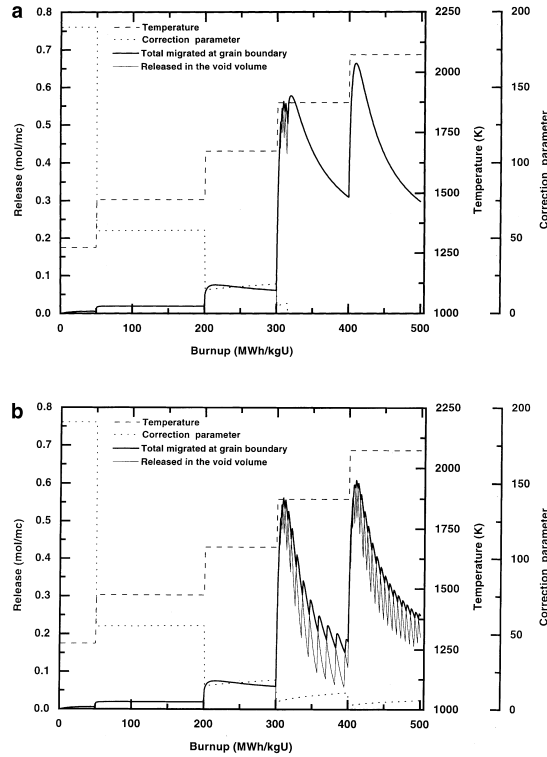 a
0.8
0.7
0.6
0.5
0.4
0.3
0.2
0.1
0.0
Release (mol/mc)
Temperature
Correction parameter
Total migrated at grain boundary
Released in the void volume
2250
2000
1750
1500
1250
1000
Temperature (K)
200
150
100
50
0
Correction parameter
0
100
200
300
400
500
Burnup (MWh/kgU)
b
0.8
0.7
0.6
0.5
0.4
0.3
0.2
0.1
0.0
Release (mol/mc)
Temperature
Correction parameter
Total migrated at grain boundary
Released in the void volume
2250
2000
1750
1500
1250
1000
Temperature (K)
200
150
100
50
0
Correction parameter
0
100
200
300
400
500
Burnup (MWh/kgU)